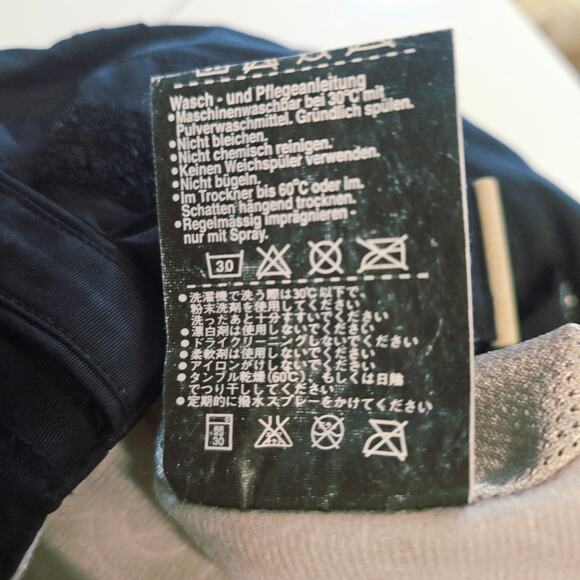 Wasch - und Pflegeanleitung
•Maschinenwaschbar bei 30°C mit
Pulverwaschmittel. Gründlich spülen.
•Nicht bleichen.
•Nicht chemisch reinigen.
•Keinen Weichspüler verwenden.
•Nicht bügeln.
•Im Trockner bis 60°C oder im.
Schatten hängend trocknen.
•Regelmässig imprägnieren -
nur mit Spray.
30
●洗濯機で洗う際は30℃以下で、
粉末洗剤を使用してください。
洗ったあと十分すすいでください。
●漂白剤は使用しないでください。
●ドライクリーニングしないでください。
●柔軟剤は使用しないでください。
●アイロンがけしないでください。
●タンブル乾燥(60℃)、もしくは日陰
でつり干ししてください。
●定期的に撥水スプレーをかけてください。
30